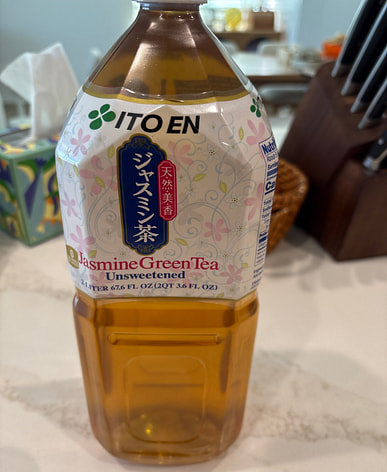 ITO EN
ジャスミン茶
天然・美香
Jasmine Green Tea
Unsweetened
2 LITER 67.6 FL OZ (2QT 3.6 FL OZ)